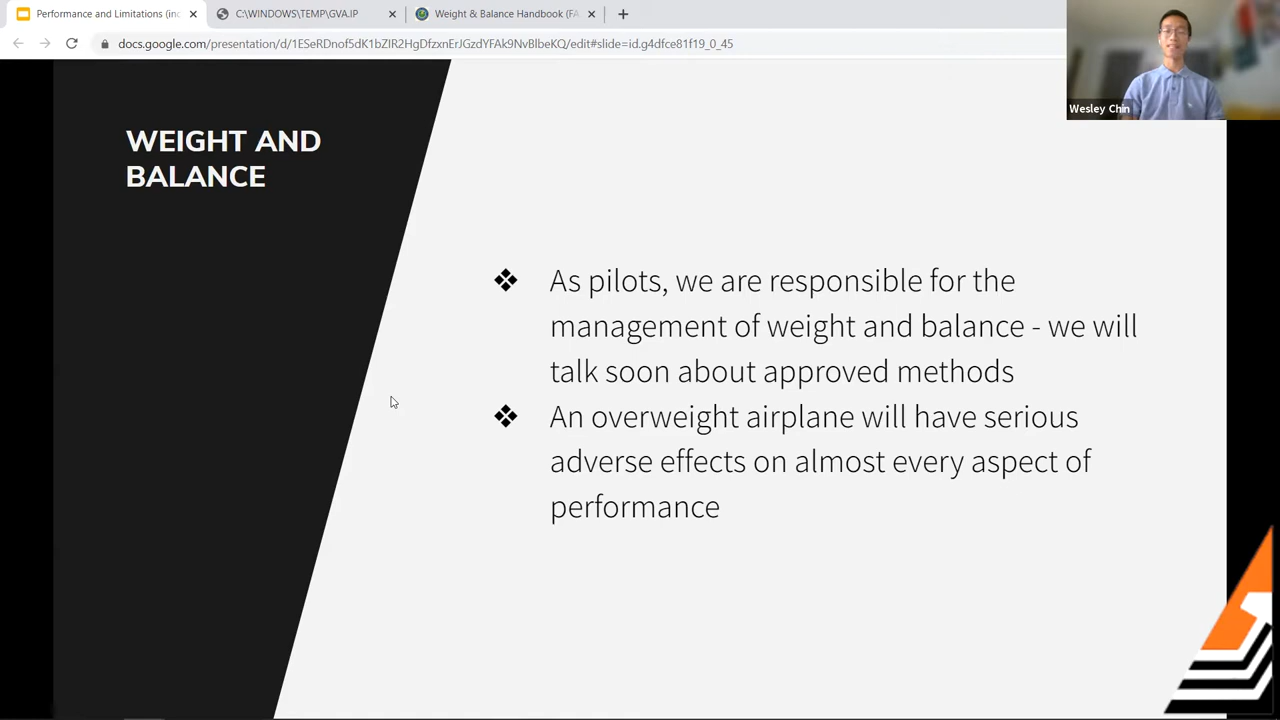 Performance and Limitations (inc
C:\WINDOWS\TEMP\GVA.IP
Weight & Balance Handbook (FA
docs.google.com/presentation/d/1ESeRDnof5dK1bZIR2HgDfzxnErJGzdYFAk9NvBlbeKQ/edit#slide=id.g4dfce81f19_0_45
Wesley Chin
WEIGHT AND
BALANCE
❖ As pilots, we are responsible for the
management of weight and balance - we will
talk soon about approved methods
❖ An overweight airplane will have serious
adverse effects on almost every aspect of
performance